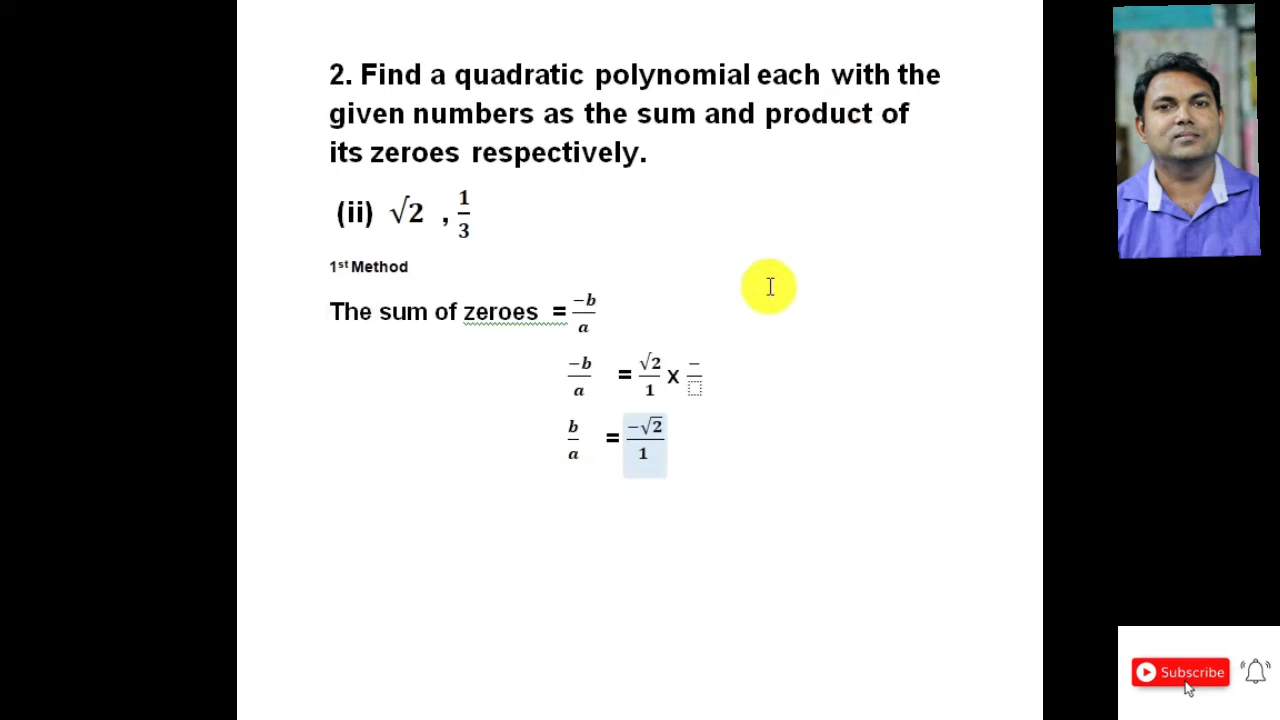 2. Find a quadratic polynomial each with the
given numbers as the sum and product of
its zeroes respectively.
(ii) √2 , 1/3
1st Method
The sum of zeroes = −b/a
−b/a = √2/1 x −/
b/a = −√2/1
Subscribe